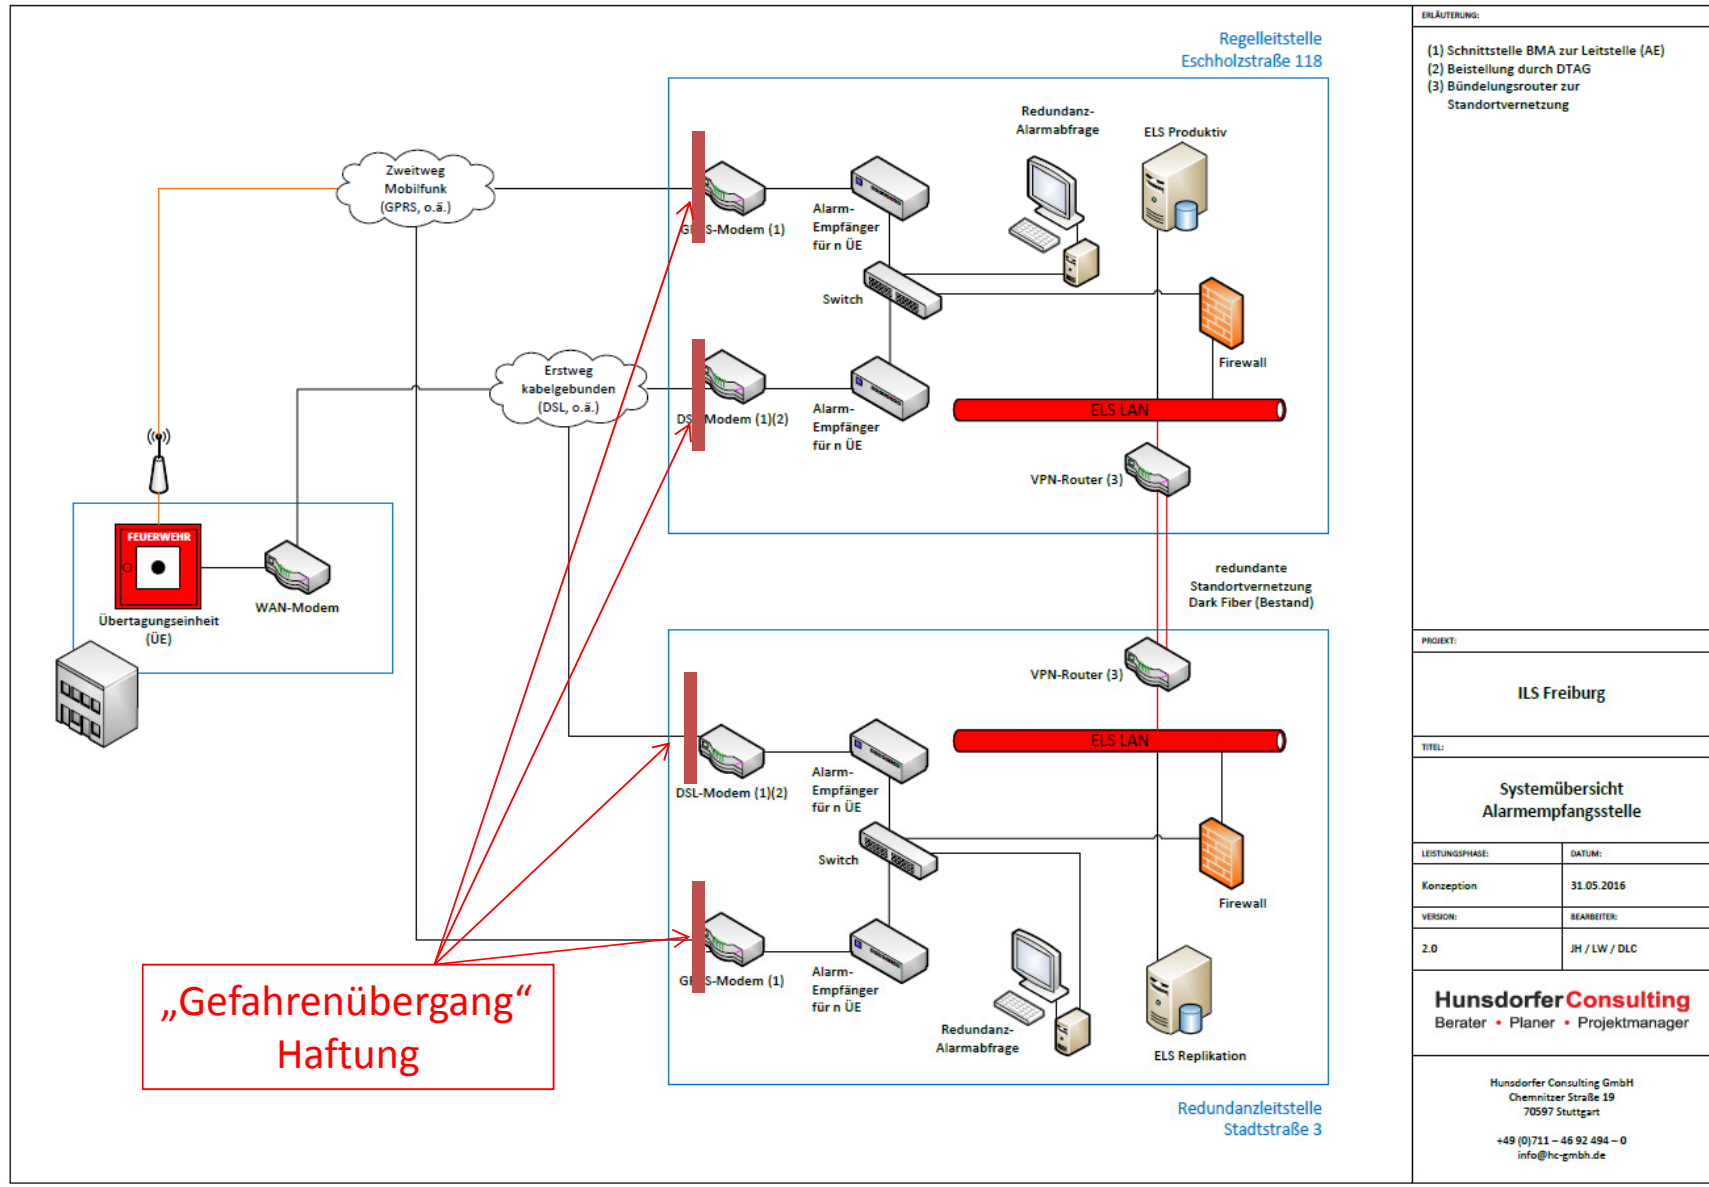 Regelleitstelle
Eschholzstraße 118
Redundanz-
Alarmabfrage
ELS Produktiv
Zweitweg
Mobilfunk
(GPRS, o.ä.)
Alarm-
Empfänger
für n ÜE
(1)
Switch
Firewall
Erstweg
kabelgebunden
(DSL, o.ä.)
Alarm-
Empfänger
für n ÜE
Modem (1)(2)
ELS LAN
VPN-Router (3)
FEUERWEHR
Übertagungseinheit
(ÜE)
WAN-Modem
redundante
Standortvernetzung
Dark Fiber (Bestand)
VPN-Router (3)
ELS LAN
DSL-Modem (1)(2)
Alarm-
Empfänger
für n ÜE
Switch
Firewall
(1)
Alarm-
Empfänger
für n ÜE
Redundanz-
Alarmabfrage
ELS Replikation
„Gefahrenübergang“
Haftung
Redundanzleitstelle
Stadtstraße 3
ERLÄUTERUNG:
(1) Schnittstelle BMA zur Leitstelle (AE)
(2) Beistellung durch DTAG
(3) Bündelungsrouter zur
Standortvernetzung
PROJEKT:
ILS Freiburg
TITEL:
Systemübersicht
Alarmempfangsstelle
LEISTUNGSPHASE: DATUM:
Konzeption 31.05.2016
VERSION: BEARBEITER:
2.0 JH / LW / DLC
HunsdorferConsulting
Berater • Planer • Projektmanager
Hunsdorfer Consulting GmbH
Chemnitzer Straße 19
70597 Stuttgart
+49 (0)711 – 46 92 494 – 0
info@hc-gmbh.de